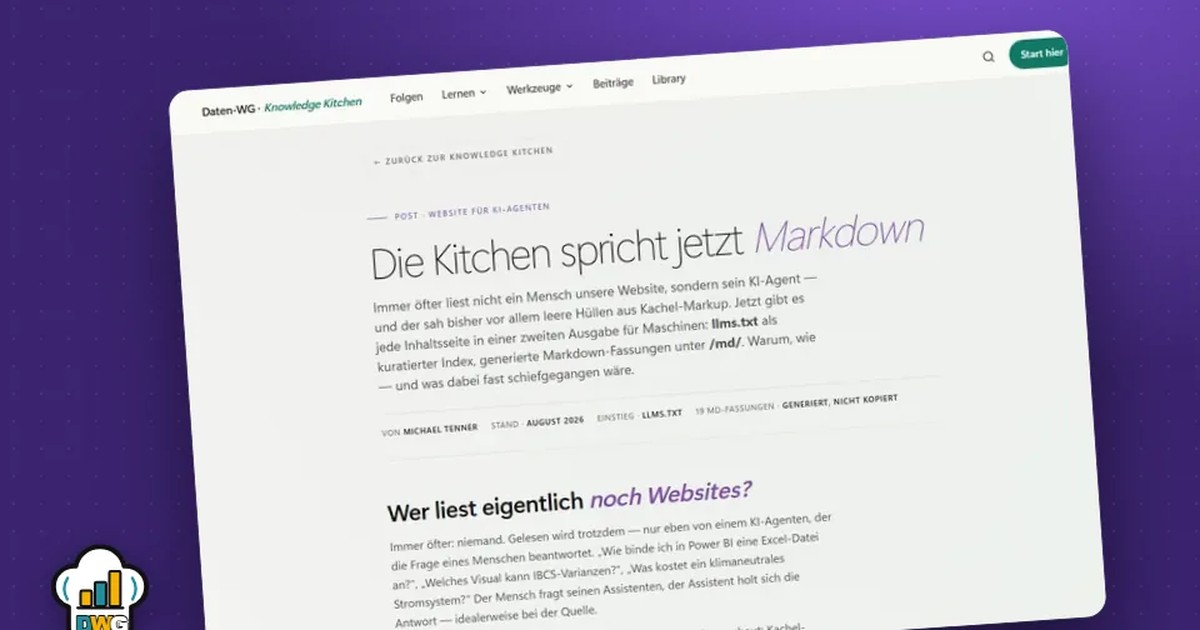 Daten-WG · Knowledge Kitchen Folgen Lernen Werkzeuge Beiträge Library Start hier
← ZURÜCK ZUR KNOWLEDGE KITCHEN
POST · WEBSITE FÜR KI-AGENTEN
Die Kitchen spricht jetzt Markdown
Immer öfter liest nicht ein Mensch unsere Website, sondern sein KI-Agent —
und der sah bisher vor allem leere Hüllen aus Kachel-Markup. Jetzt gibt es
jede Inhaltsseite in einer zweiten Ausgabe für Maschinen: llms.txt als
kuratierter Index, generierte Markdown-Fassungen unter /md/. Warum, wie
— und was dabei fast schiefgegangen wäre.
VON MICHAEL TENNER STAND · AUGUST 2026 EINSTIEG · LLMS.TXT 19 MD-FASSUNGEN · GENERIERT, NICHT KOPIERT
Wer liest eigentlich noch Websites?
Immer öfter: niemand. Gelesen wird trotzdem — nur eben von einem KI-Agenten, der
die Frage eines Menschen beantwortet. „Wie binde ich in Power BI eine Excel-Datei
an?", „Welches Visual kann IBCS-Varianzen?", „Was kostet ein klimaneutrales
Stromsystem?" Der Mensch fragt seinen Assistenten, der Assistent holt sich die
Antwort — idealerweise bei der Quelle.
Kachel-
DWG